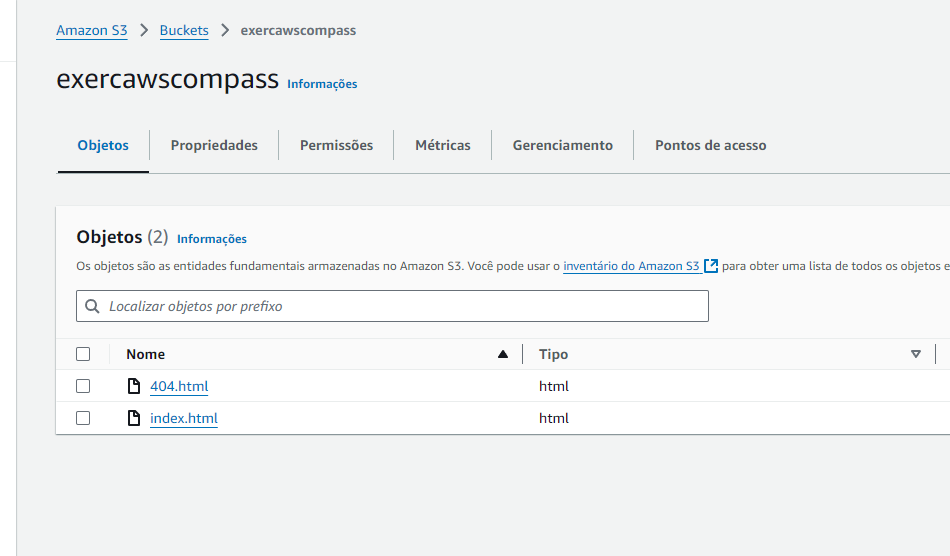 Amazon S3 > Buckets > exercawscompass
exercawscompass Informações
Objetos Propriedades Permissões Métricas Gerenciamento Pontos de acesso
Objetos (2) Informações
Os objetos são as entidades fundamentais armazenadas no Amazon S3. Você pode usar o inventário do Amazon S3 para obter uma lista de todos os objetos e
Localizar objetos por prefixo
Nome Tipo
404.html html
index.html html